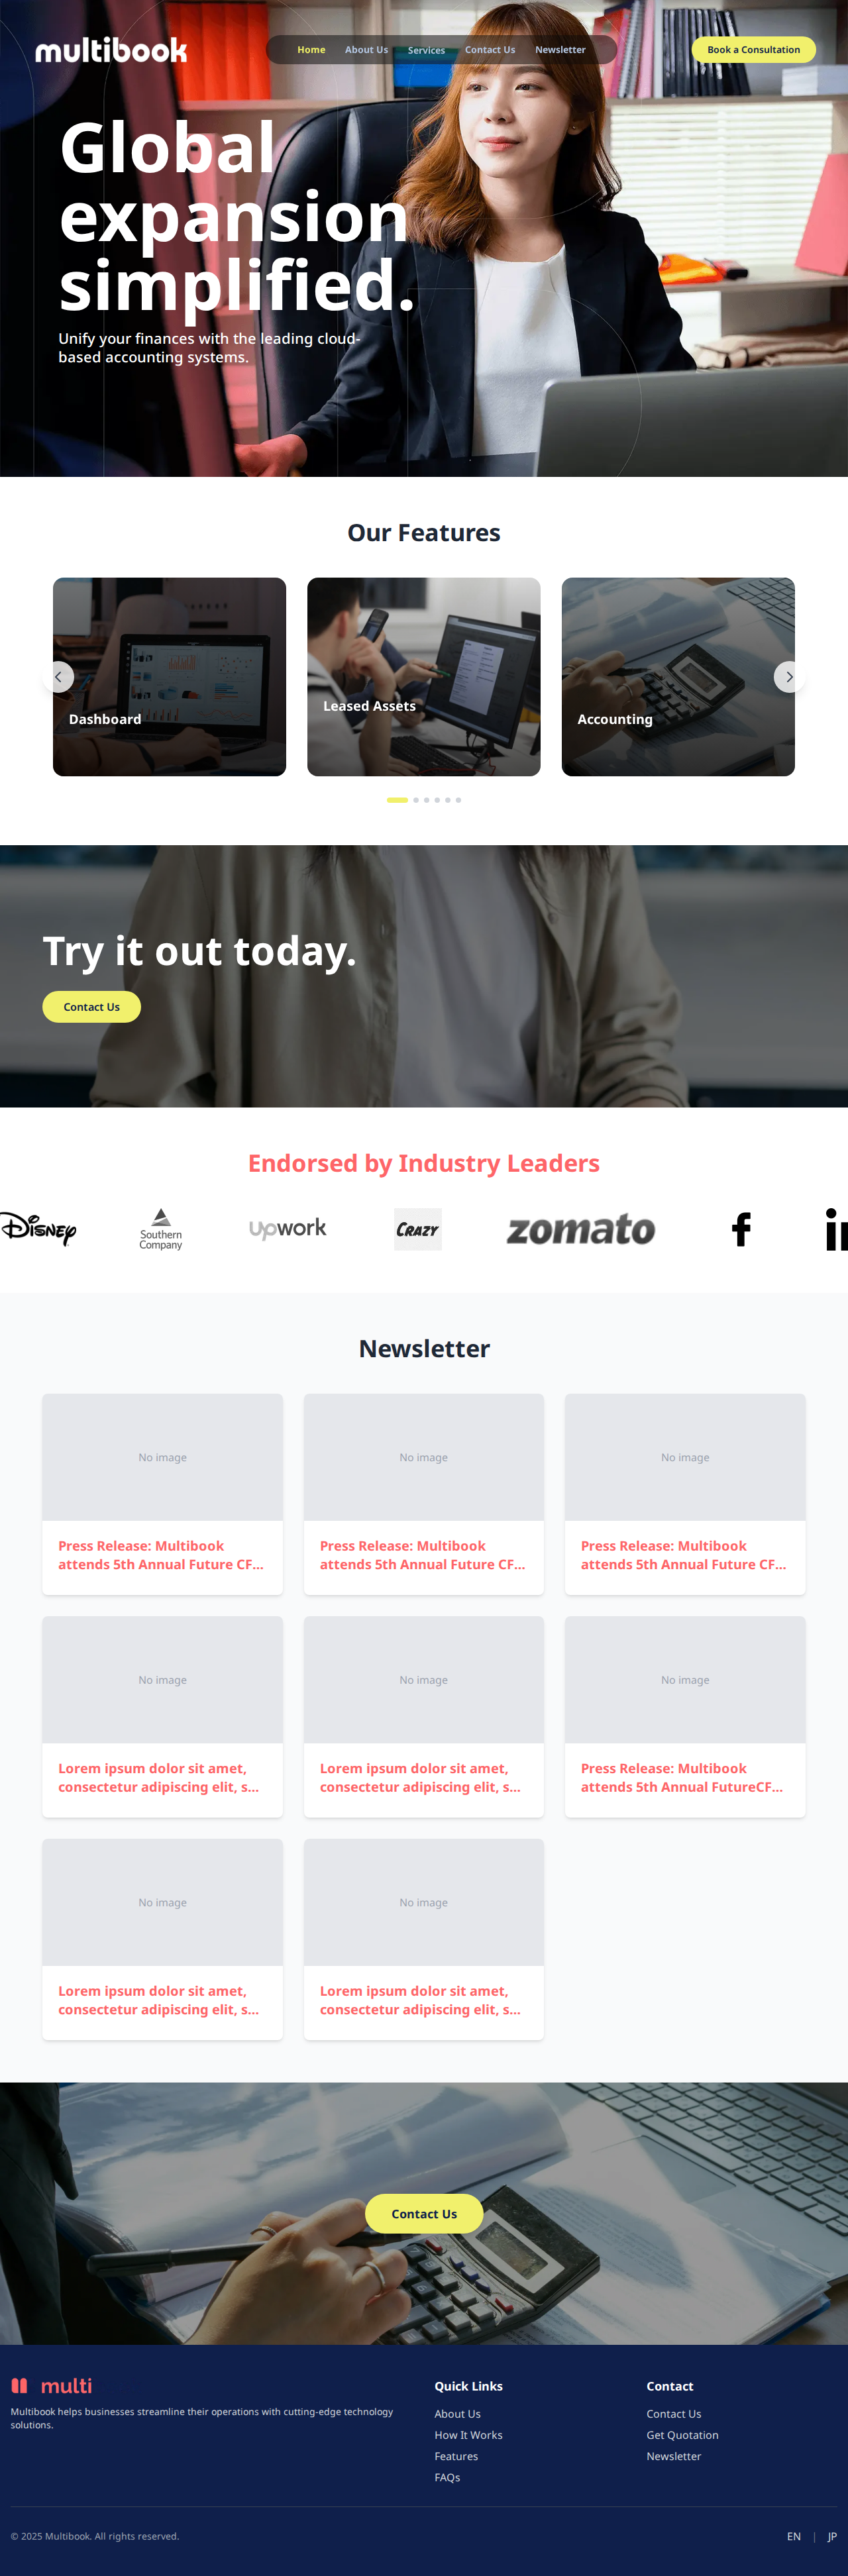 multibook
Home About Us Services Contact Us Newsletter
Book a Consultation
Global
expansion
simplified.
Unify your finances with the leading cloud-
based accounting systems.
Our Features
Dashboard
Leased Assets
Accounting
Try it out today.
Contact Us
Endorsed by Industry Leaders
Disney
Southern
Company
upwork
CRAZY
zomato
f
in
Newsletter
No image
No image
No image
Press Release: Multibook
attends 5th Annual Future CF...
Press Release: Multibook
attends 5th Annual Future CF...
Press Release: Multibook
attends 5th Annual Future CF...
No image
No image
No image
Lorem ipsum dolor sit amet,
consectetur adipiscing elit, s...
Lorem ipsum dolor sit amet,
consectetur adipiscing elit, s...
Press Release: Multibook
attends 5th Annual FutureCF...
No image
No image
Lorem ipsum dolor sit amet,
consectetur adipiscing elit, s...
Lorem ipsum dolor sit amet,
consectetur adipiscing elit, s...
Contact Us
multi
Multibook helps businesses streamline their operations with cutting-edge technology
solutions.
Quick Links
About Us
How It Works
Features
FAQs
Contact
Contact Us
Get Quotation
Newsletter
© 2025 Multibook. All rights reserved.
EN | JP